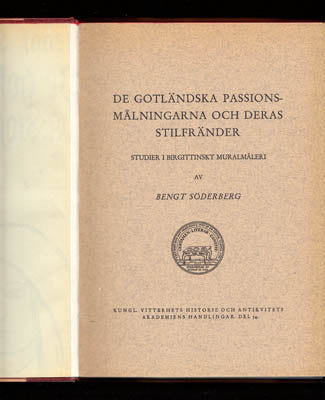 DE GOTLÄNDSKA PASSIONS-
MÅLNINGARNA OCH DERAS
STILFRÄNDER
STUDIER I BIRGITTINSKT MURALMÅLERI
AV
BENGT SÖDERBERG
KUNGL. VITTERHETS HISTORIE OCH ANTIKVITETS
AKADEMIENS HANDLINGAR. DEL